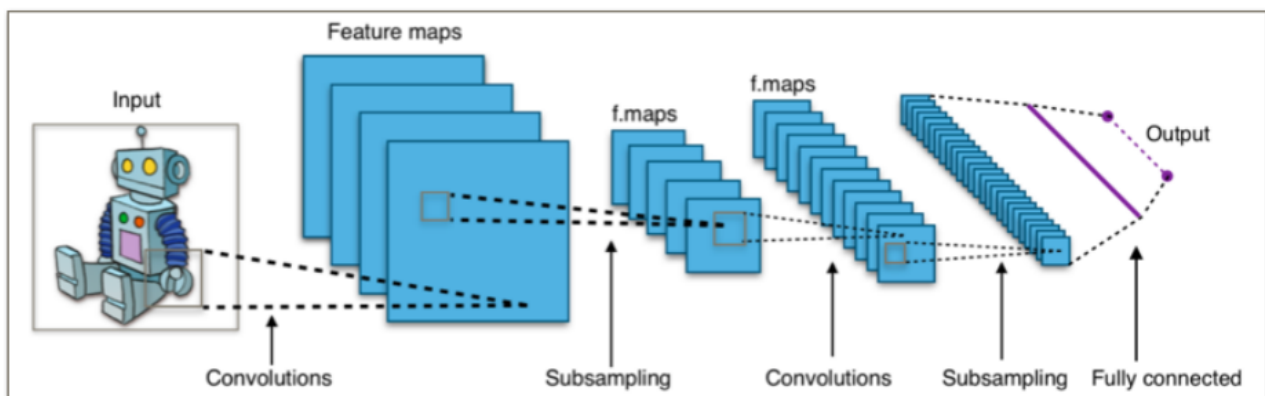 Feature maps
Input
f.maps
f.maps
Output
Convolutions
Subsampling
Convolutions
Subsampling
Fully connected